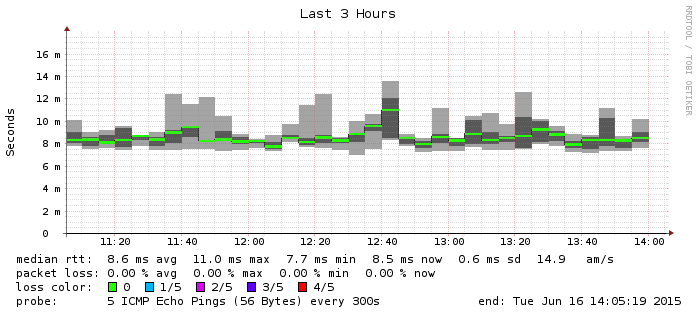 Last 3 Hours
RRDTOOL / TOBI OETIKER
Seconds
16 m
14 m
12 m
10 m
8 m
6 m
4 m
2 m
0
11:20 11:40 12:00 12:20 12:40 13:00 13:20 13:40 14:00
median rtt: 8.6 ms avg 11.0 ms max 7.7 ms min 8.5 ms now 0.6 ms sd 14.9 am/s
packet loss: 0.00 % avg 0.00 % max 0.00 % min 0.00 % now
loss color: 0 1/5 2/5 3/5 4/5
probe: 5 ICMP Echo Pings (56 Bytes) every 300s end: Tue Jun 16 14:05:19 2015